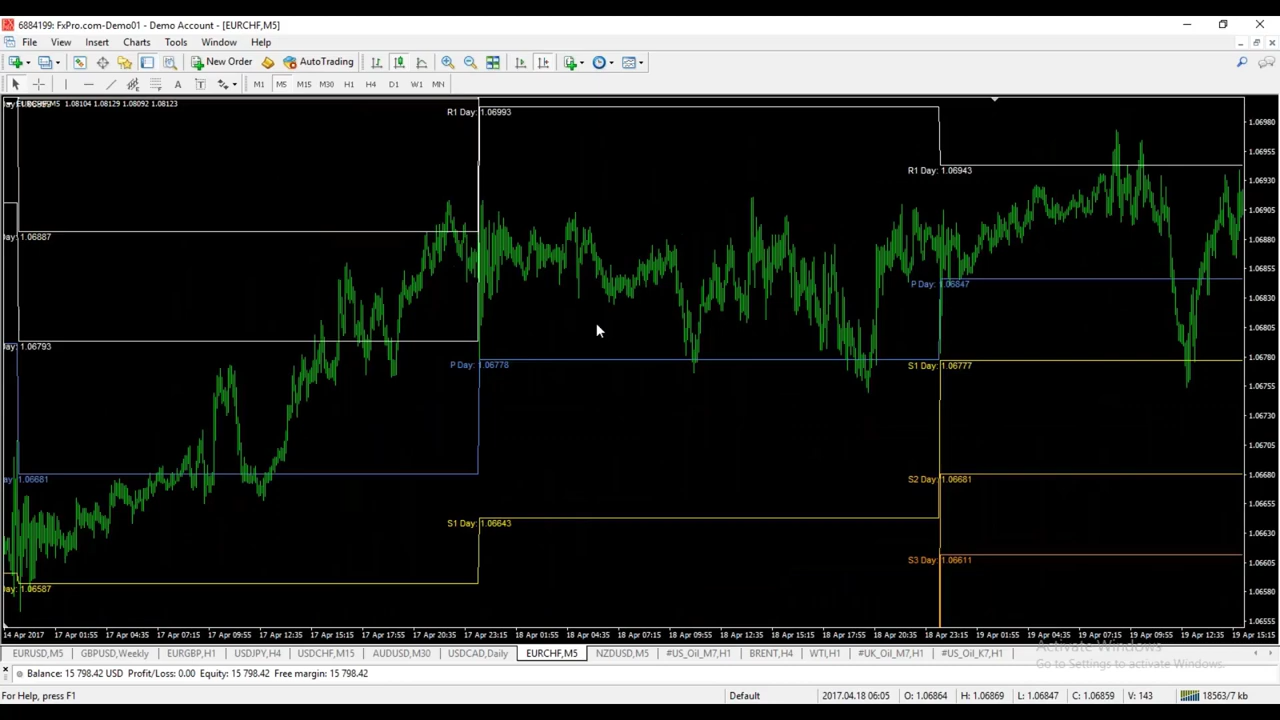 6884199: FxPro.com-Demo01 - Demo Account - [EURCHF,M5]
File View Insert Charts Tools Window Help
New Order AutoTrading
M1 M5 M15 M30 H1 H4 D1 W1 MN
1.08104 1.08129 1.08092 1.08123
R1 Day: 1.06993
1.06980
1.06955
R1 Day: 1.06943
1.06930
1.06905
1.06887
1.06880
1.06855
P Day: 1.06847
1.06830
1.06805
1.06793
1.06780
P Day: 1.06778
S1 Day: 1.06777
1.06755
1.06730
1.06705
1.06681
S2 Day: 1.06681
1.06680
1.06655
S1 Day: 1.06643
1.06630
S3 Day: 1.06611
1.06605
1.06587
1.06580
1.06555
14 Apr 2017 17 Apr 01:55 17 Apr 04:35 17 Apr 07:15 17 Apr 09:55 17 Apr 12:35 17 Apr 15:15 17 Apr 17:55 17 Apr 20:35 17 Apr 23:15 18 Apr 01:55 18 Apr 04:35 18 Apr 07:15 18 Apr 09:55 18 Apr 12:35 18 Apr 15:15 18 Apr 17:55 18 Apr 20:35 18 Apr 23:15 19 Apr 01:55 19 Apr 04:35 19 Apr 07:15 19 Apr 09:55 19 Apr 12:35 19 Apr 15:15
Activate Windows
EURUSD,M5 GBPUSD,Weekly EURGBP,H1 USDJPY,H4 USDCHF,M15 AUDUSD,M30 USDCAD,Daily EURCHF,M5 NZDUSD,M5 #US_Oil_M7,H1 BRENT,H4 WTI,H1 #UK_Oil_M7,H1 #US_Oil_K7,H1
Go to Settings to activate Windows.
Balance: 15 798.42 USD Profit/Loss: 0.00 Equity: 15 798.42 Free margin: 15 798.42
For Help, press F1 Default 2017.04.18 06:05 O: 1.06864 H: 1.06869 L: 1.06847 C: 1.06859 V: 143 18563/7 kb